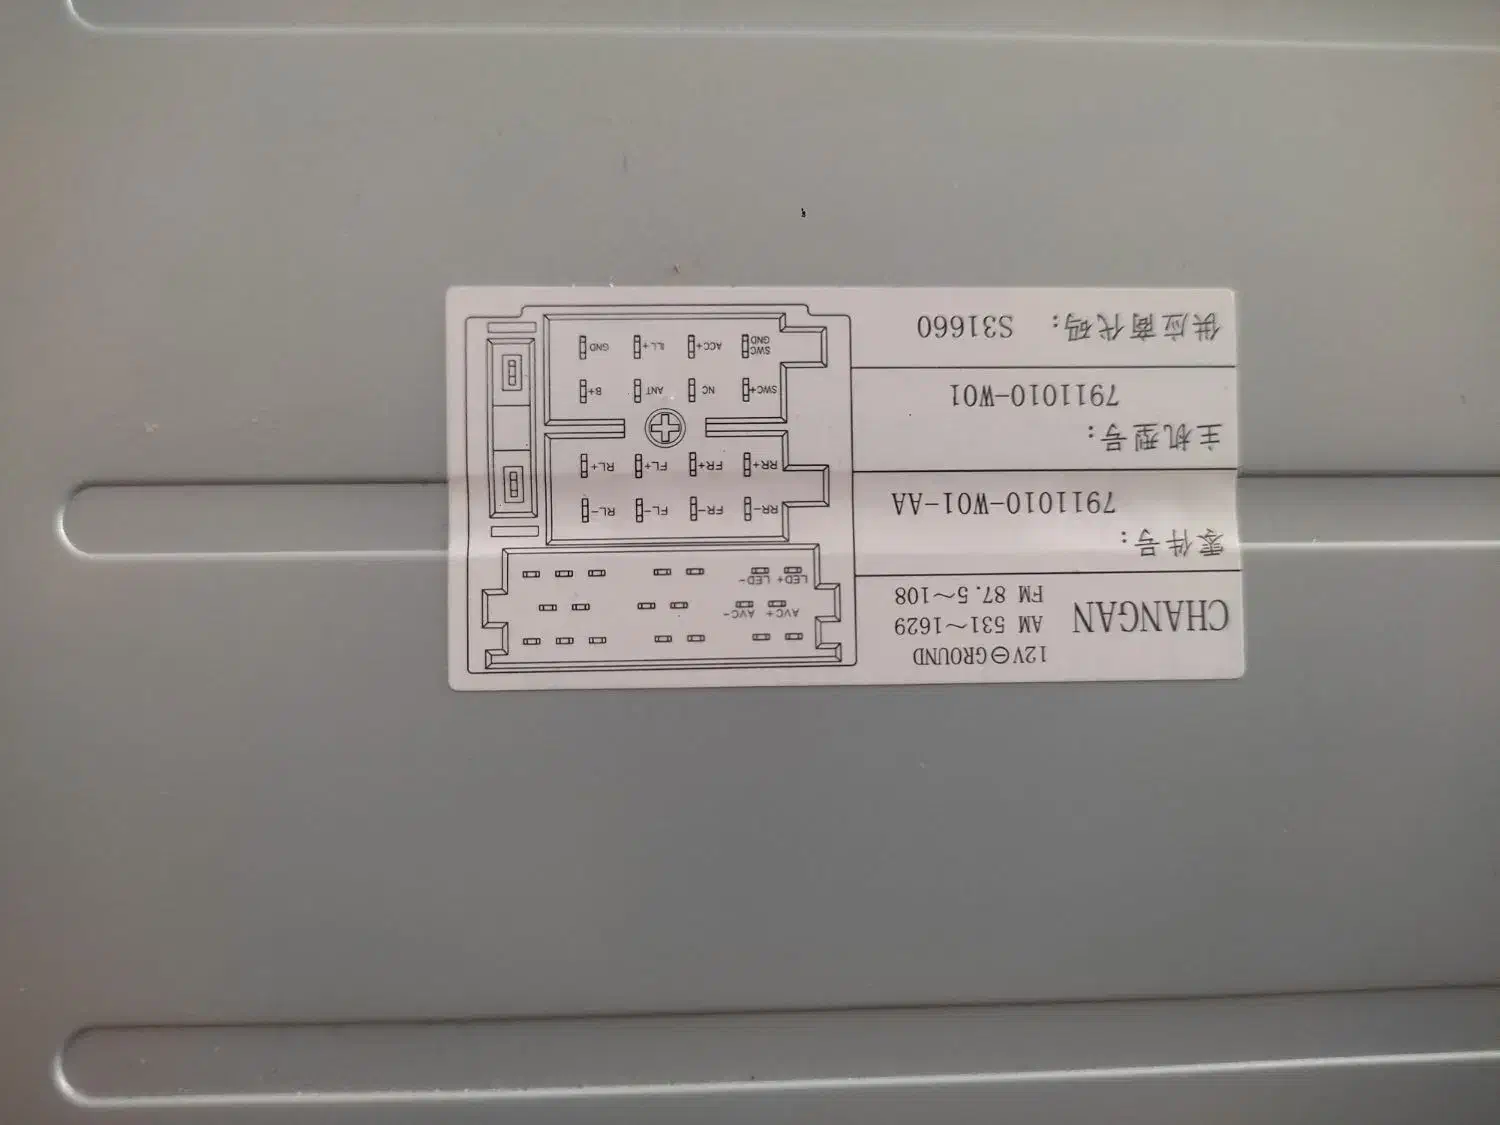 CHANGAN
12V⊖GROUND
AM 531~1629
FM 87.5~108
零件号:
7911010-W01-AA
主机型号:
7911010-W01
供应商代码: S31660
AVC+ AVC-
LED+ LED-
RR- FR- FL- RL-
RR+ FR+ FL+ RL+
SWC+ NC ANT B+
SWC GND ACC+ ILL+ GND